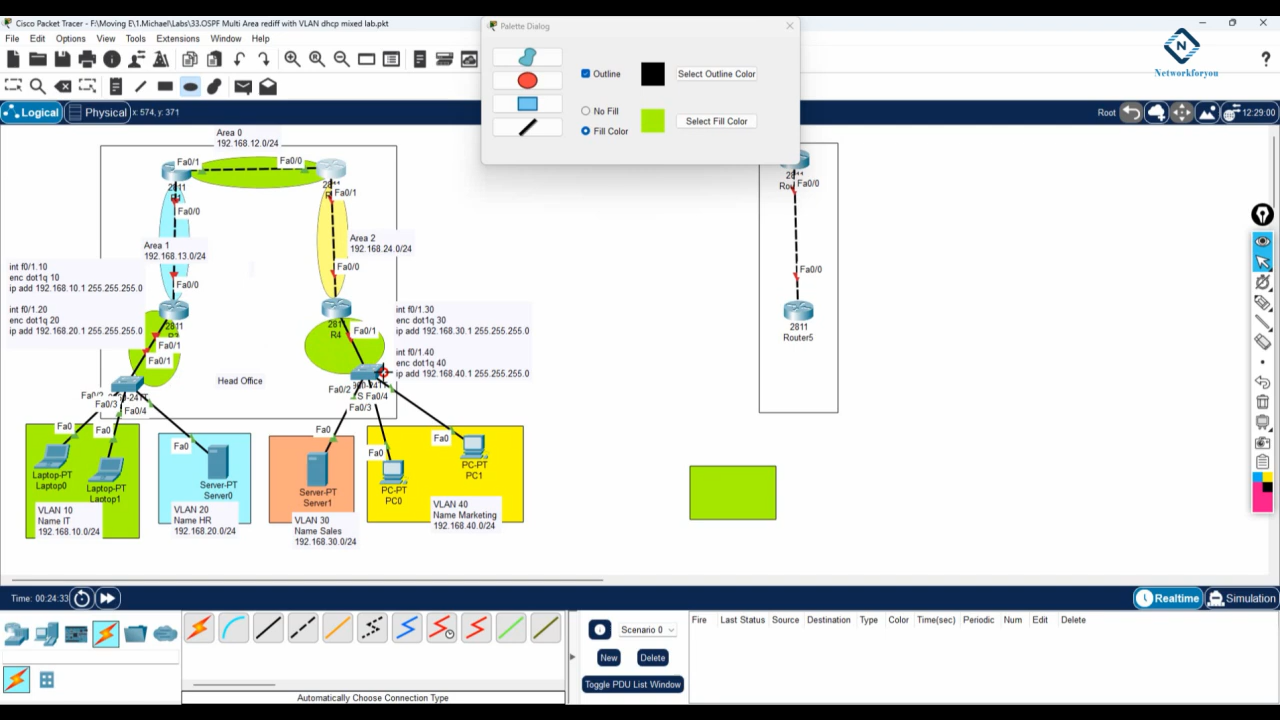 Cisco Packet Tracer - F:\Moving E\1.Michael\Labs\33.OSPF Multi Area rediff with VLAN dhcp mixed lab.pkt
File Edit Options View Tools Extensions Window Help
Palette Dialog
Outline
Select Outline Color
No Fill
Fill Color
Select Fill Color
Networkforyou
Logical
Physical
x: 574, y: 371
Root
12:29:00
Area 0
192.168.12.0/24
Fa0/1
Fa0/0
2811
Fa0/0
Fa0/1
Area 1
192.168.13.0/24
Area 2
192.168.24.0/24
Fa0/0
Fa0/0
int f0/1.10
enc dot1q 10
ip add 192.168.10.1 255.255.255.0
int f0/1.20
enc dot1q 20
ip add 192.168.20.1 255.255.255.0
2811
Fa0/1
Fa0/1
R4
Fa0/1
int f0/1.30
enc dot1q 30
ip add 192.168.30.1 255.255.255.0
int f0/1.40
enc dot1q 40
ip add 192.168.40.1 255.255.255.0
Head Office
Fa0/3
Fa0/4
Fa0/2
Fa0/4
Fa0/3
Fa0
Fa0
Fa0
Fa0
Fa0
Fa0
Laptop-PT
Laptop0
Laptop-PT
Laptop1
Server-PT
Server0
Server-PT
Server1
PC-PT
PC0
PC-PT
PC1
VLAN 10
Name IT
192.168.10.0/24
VLAN 20
Name HR
192.168.20.0/24
VLAN 30
Name Sales
192.168.30.0/24
VLAN 40
Name Marketing
192.168.40.0/24
Fa0/0
Fa0/0
2811
Router5
Time: 00:24:33
Realtime
Simulation
Scenario 0
New
Delete
Toggle PDU List Window
Fire Last Status Source Destination Type Color Time(sec) Periodic Num Edit Delete
Automatically Choose Connection Type